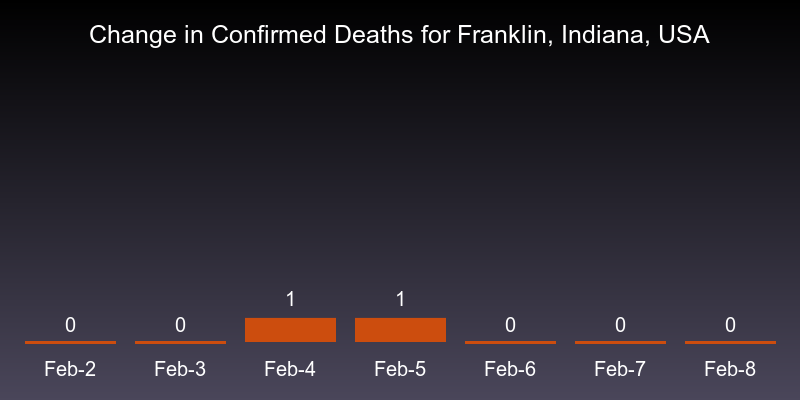 Change in Confirmed Deaths for Franklin, Indiana, USA
0 0 1 1 0 0 0
Feb-2 Feb-3 Feb-4 Feb-5 Feb-6 Feb-7 Feb-8